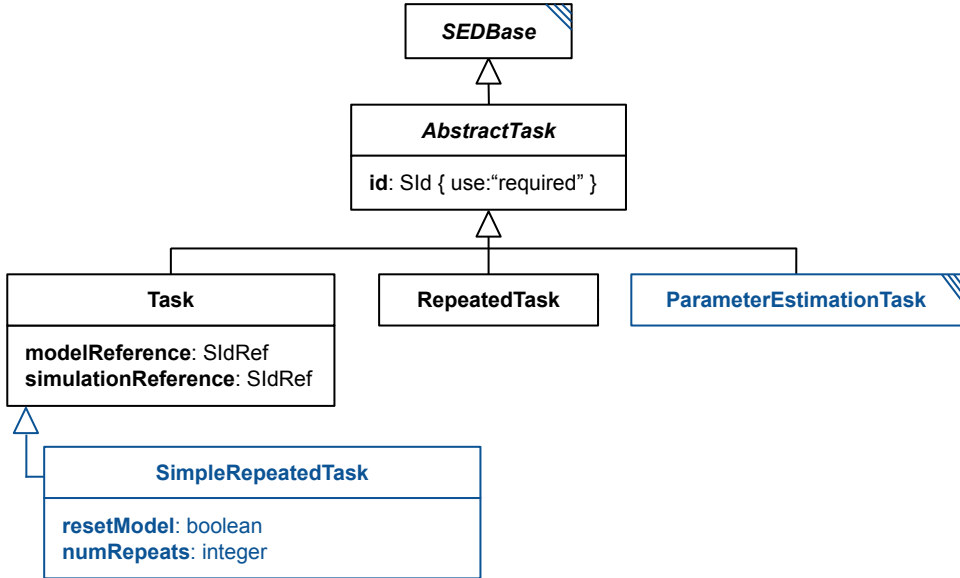 SEDBase
AbstractTask
id: SId { use:“required” }
Task
RepeatedTask
ParameterEstimationTask
modelReference: SIdRef
simulationReference: SIdRef
SimpleRepeatedTask
resetModel: boolean
numRepeats: integer